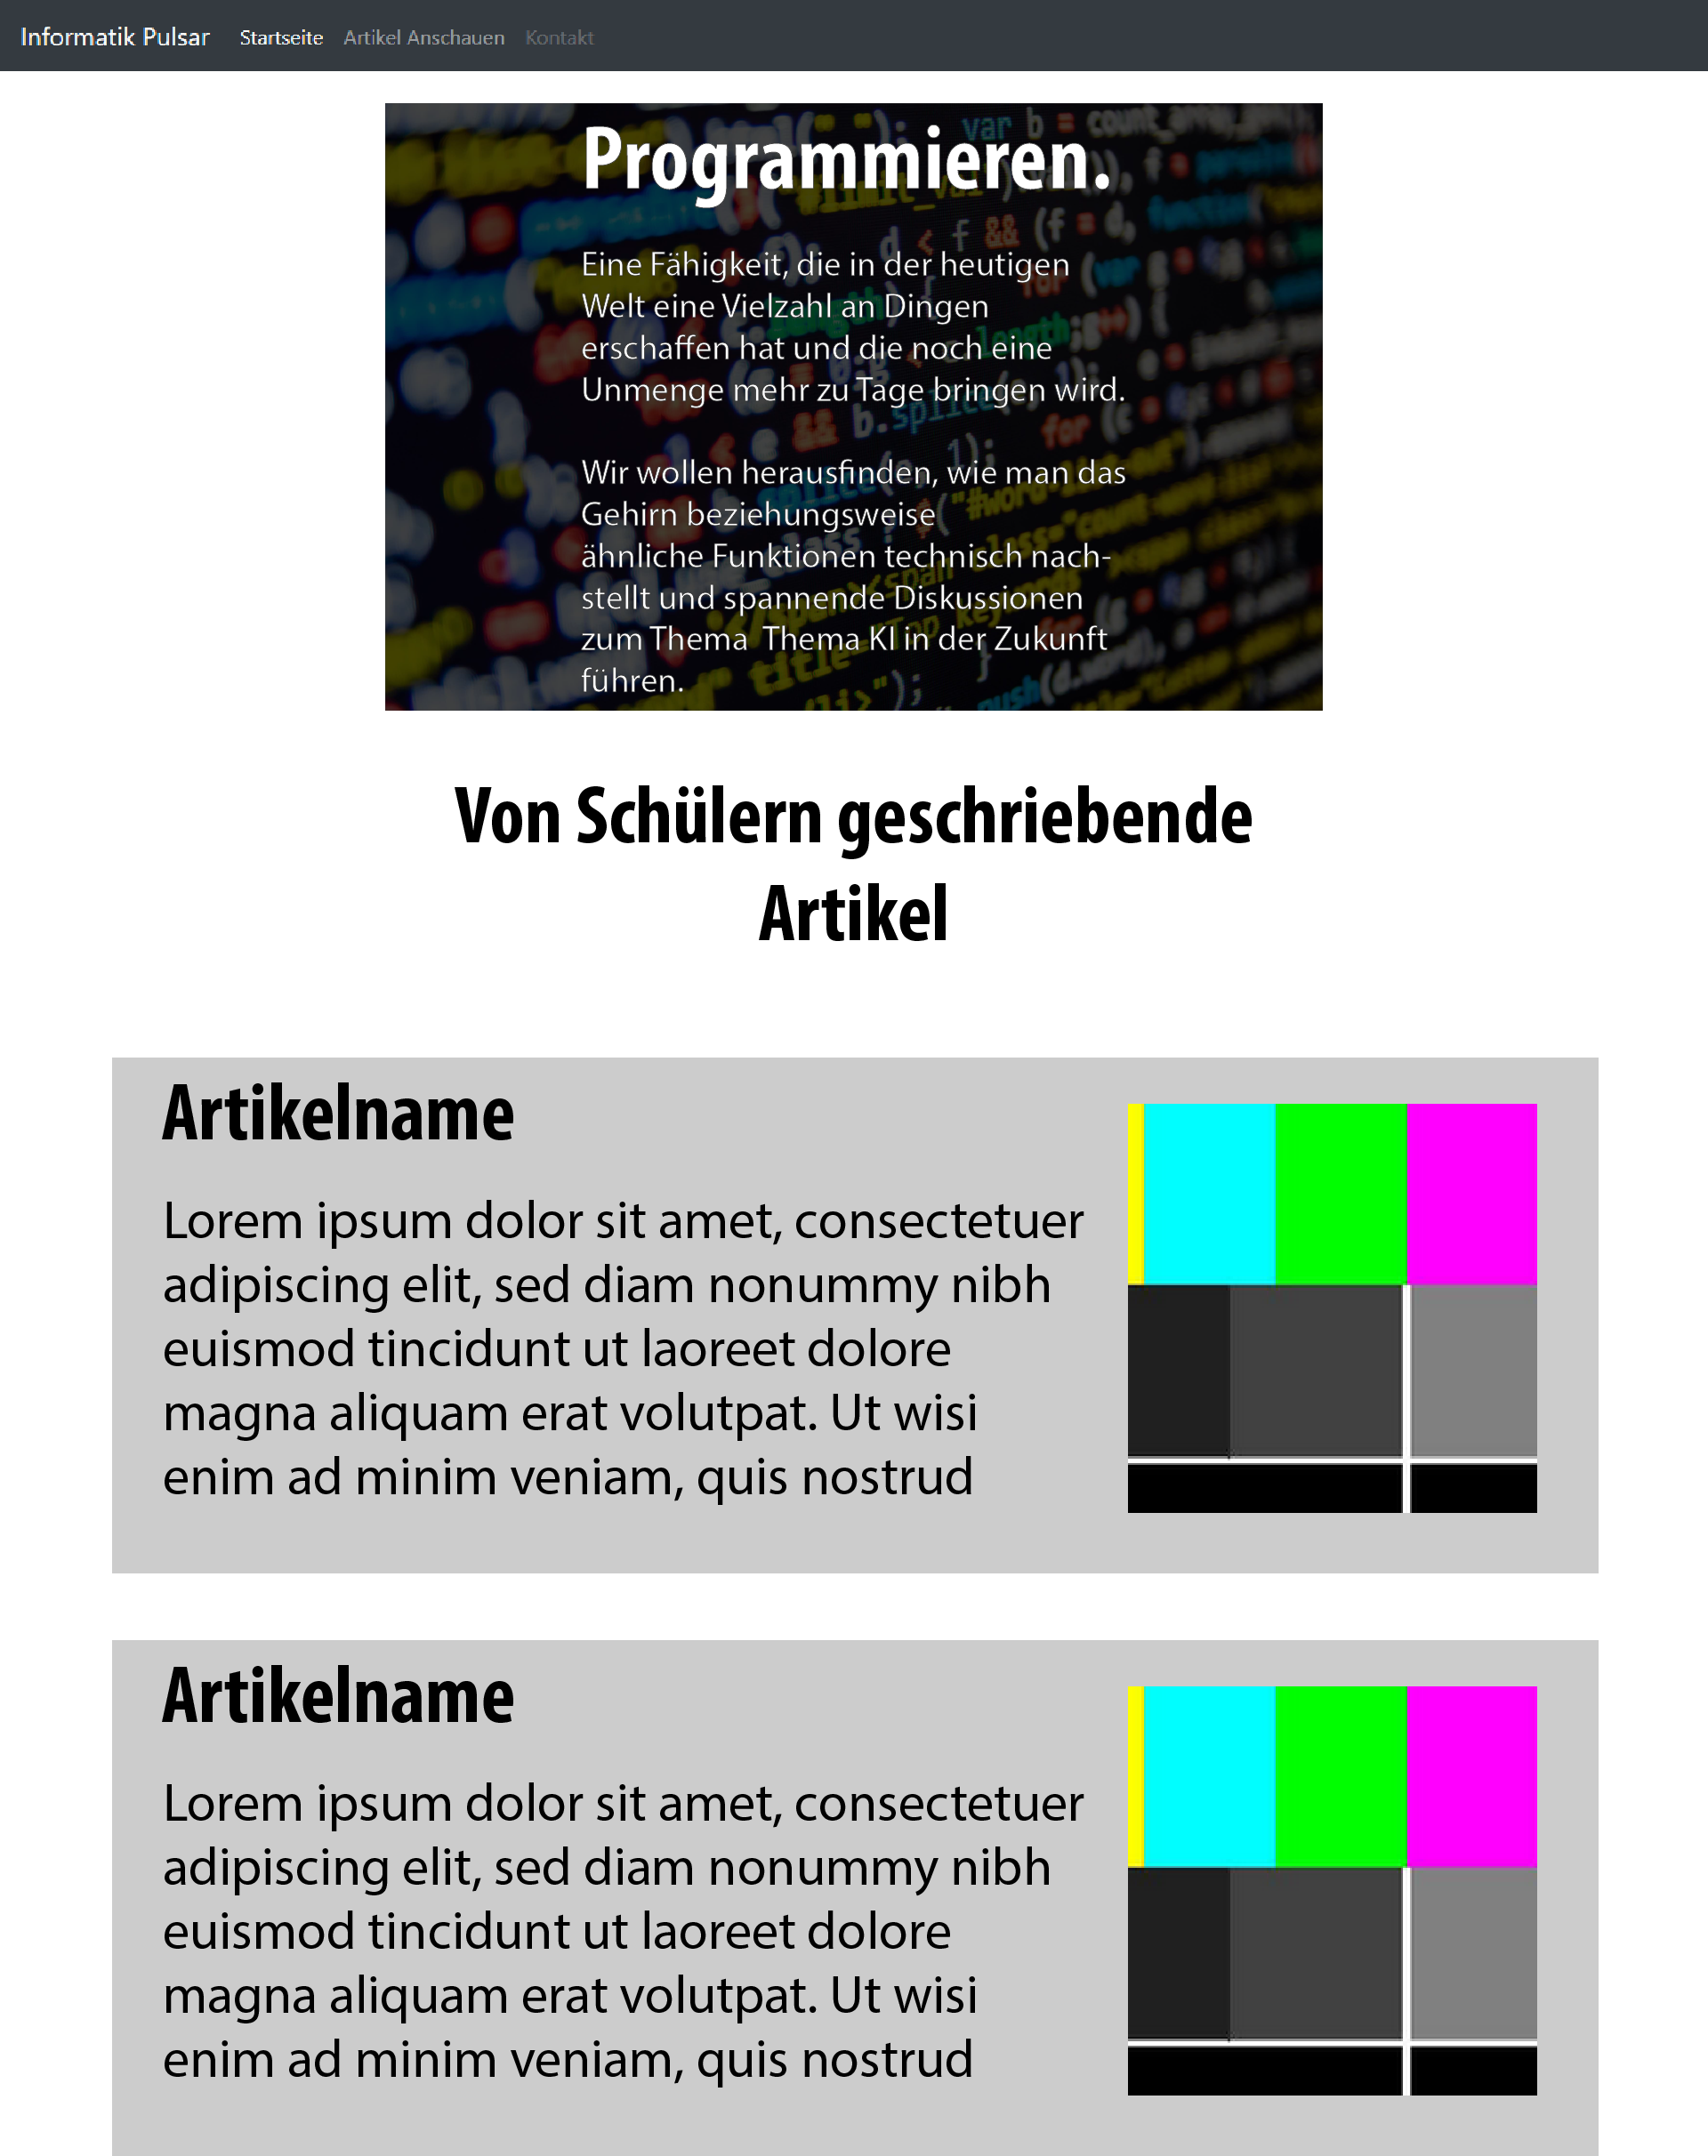 Informatik Pulsar Startseite Artikel Anschauen Kontakt
Programmieren.
Eine Fähigkeit, die in der heutigen
Welt eine Vielzahl an Dingen
erschaffen hat und die noch eine
Unmenge mehr zu Tage bringen wird.
Wir wollen herausfinden, wie man das
Gehirn beziehungsweise
ähnliche Funktionen technisch nach-
stellt und spannende Diskussionen
zum Thema  Thema KI in der Zukunft
führen.
Von Schülern geschriebende
Artikel
Artikelname
Lorem ipsum dolor sit amet, consectetuer
adipiscing elit, sed diam nonummy nibh
euismod tincidunt ut laoreet dolore
magna aliquam erat volutpat. Ut wisi
enim ad minim veniam, quis nostrud
Artikelname
Lorem ipsum dolor sit amet, consectetuer
adipiscing elit, sed diam nonummy nibh
euismod tincidunt ut laoreet dolore
magna aliquam erat volutpat. Ut wisi
enim ad minim veniam, quis nostrud